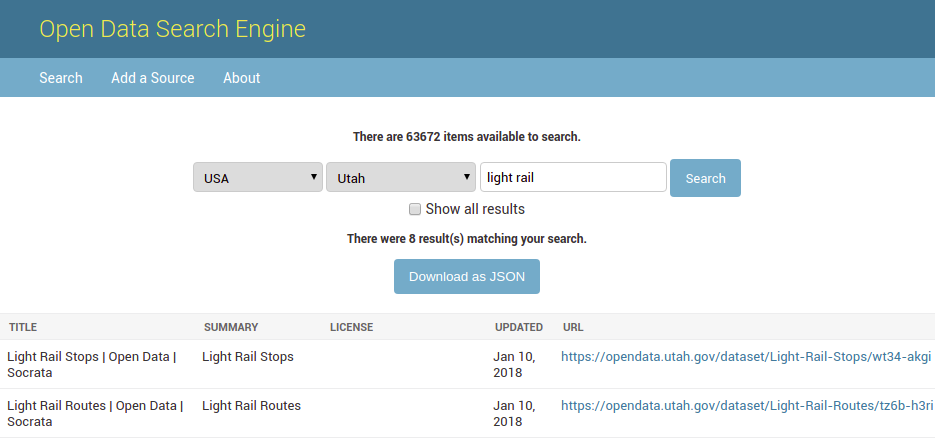 Open Data Search Engine
Search Add a Source About
There are 63672 items available to search.
USA Utah light rail Search
Show all results
There were 8 result(s) matching your search.
Download as JSON
TITLE SUMMARY LICENSE UPDATED URL
Light Rail Stops | Open Data | Light Rail Stops Jan 10, https://opendata.utah.gov/dataset/Light-Rail-Stops/wt34-akgi
Socrata 2018
Light Rail Routes | Open Data | Light Rail Routes Jan 10, https://opendata.utah.gov/dataset/Light-Rail-Routes/tz6b-h3ri
Socrata 2018